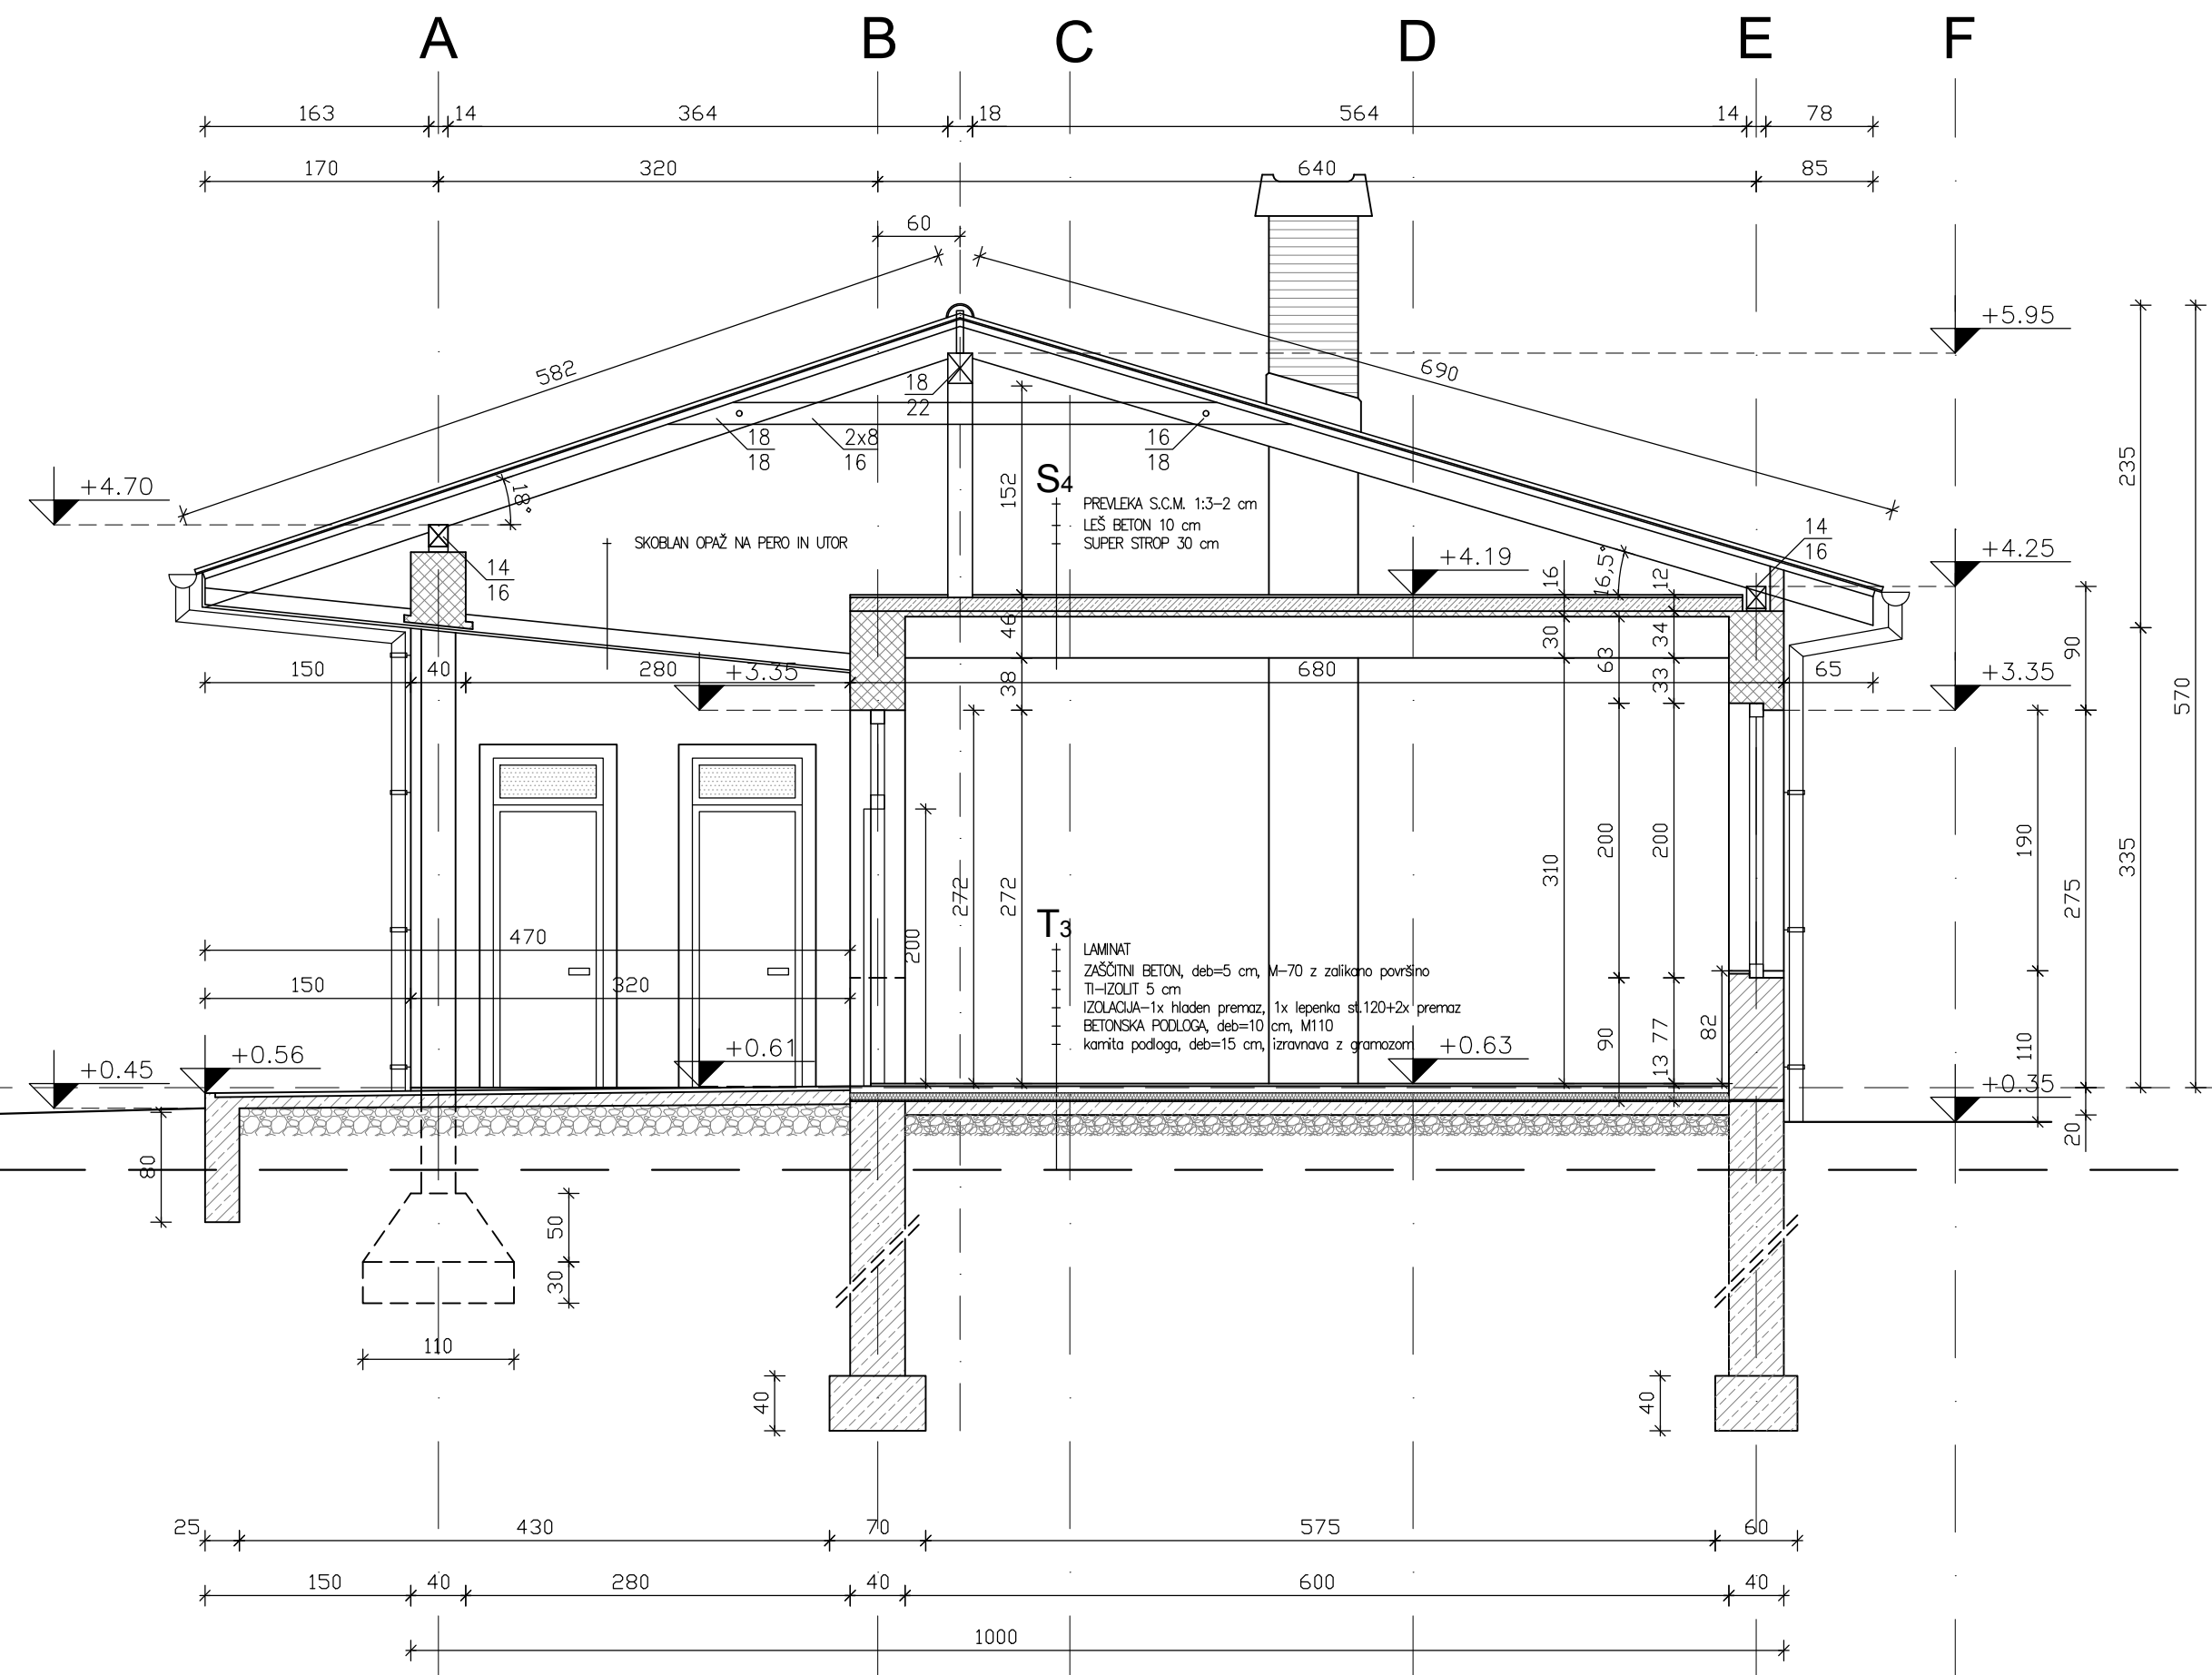 A B C D E F
163 14 364 18 564 14 78
170 320 640 85
60
+5.95
582 690
18
22
18
18
2x8
16
16
18
235
570
+4.70
18°
152
S4
PREVLEKA S.C.M. 1:3-2 cm
LEŠ BETON 10 cm
SUPER STROP 30 cm
SKOBLAN OPAŽ NA PERO IN UTOR
14
16
14
16
+4.19
+4.25
16 16,5° 12
46 30 63 34 90
150 40 280 +3.35 38 680 33 65 +3.35
200 200 190 335
272 272 310 275
470
200
T3
LAMINAT
ZAŠČITNI BETON, deb=5 cm, M-70 z zalikano površino
TI-IZOLIT 5 cm
IZOLACIJA-1x hladen premaz, 1x lepenka st.120+2x premaz
BETONSKA PODLOGA, deb=10 cm, M110
kamita podloga, deb=15 cm, izravnava z gramozom
150 320
90 13 77 82 110
+0.45 +0.56 +0.61 +0.63 +0.35
20
80
50
30
110
40 40
25 430 70 575 60
150 40 280 40 600 40
1000